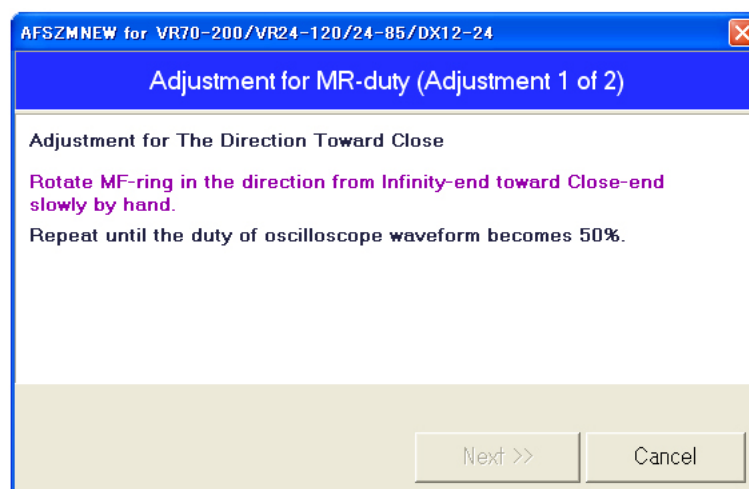 AFSZMNEW for VR70-200/VR24-120/24-85/DX12-24
Adjustment for MR-duty (Adjustment 1 of 2)
Adjustment for The Direction Toward Close
Rotate MF-ring in the direction from Infinity-end toward Close-end
slowly by hand.
Repeat until the duty of oscilloscope waveform becomes 50%.
Next >>
Cancel